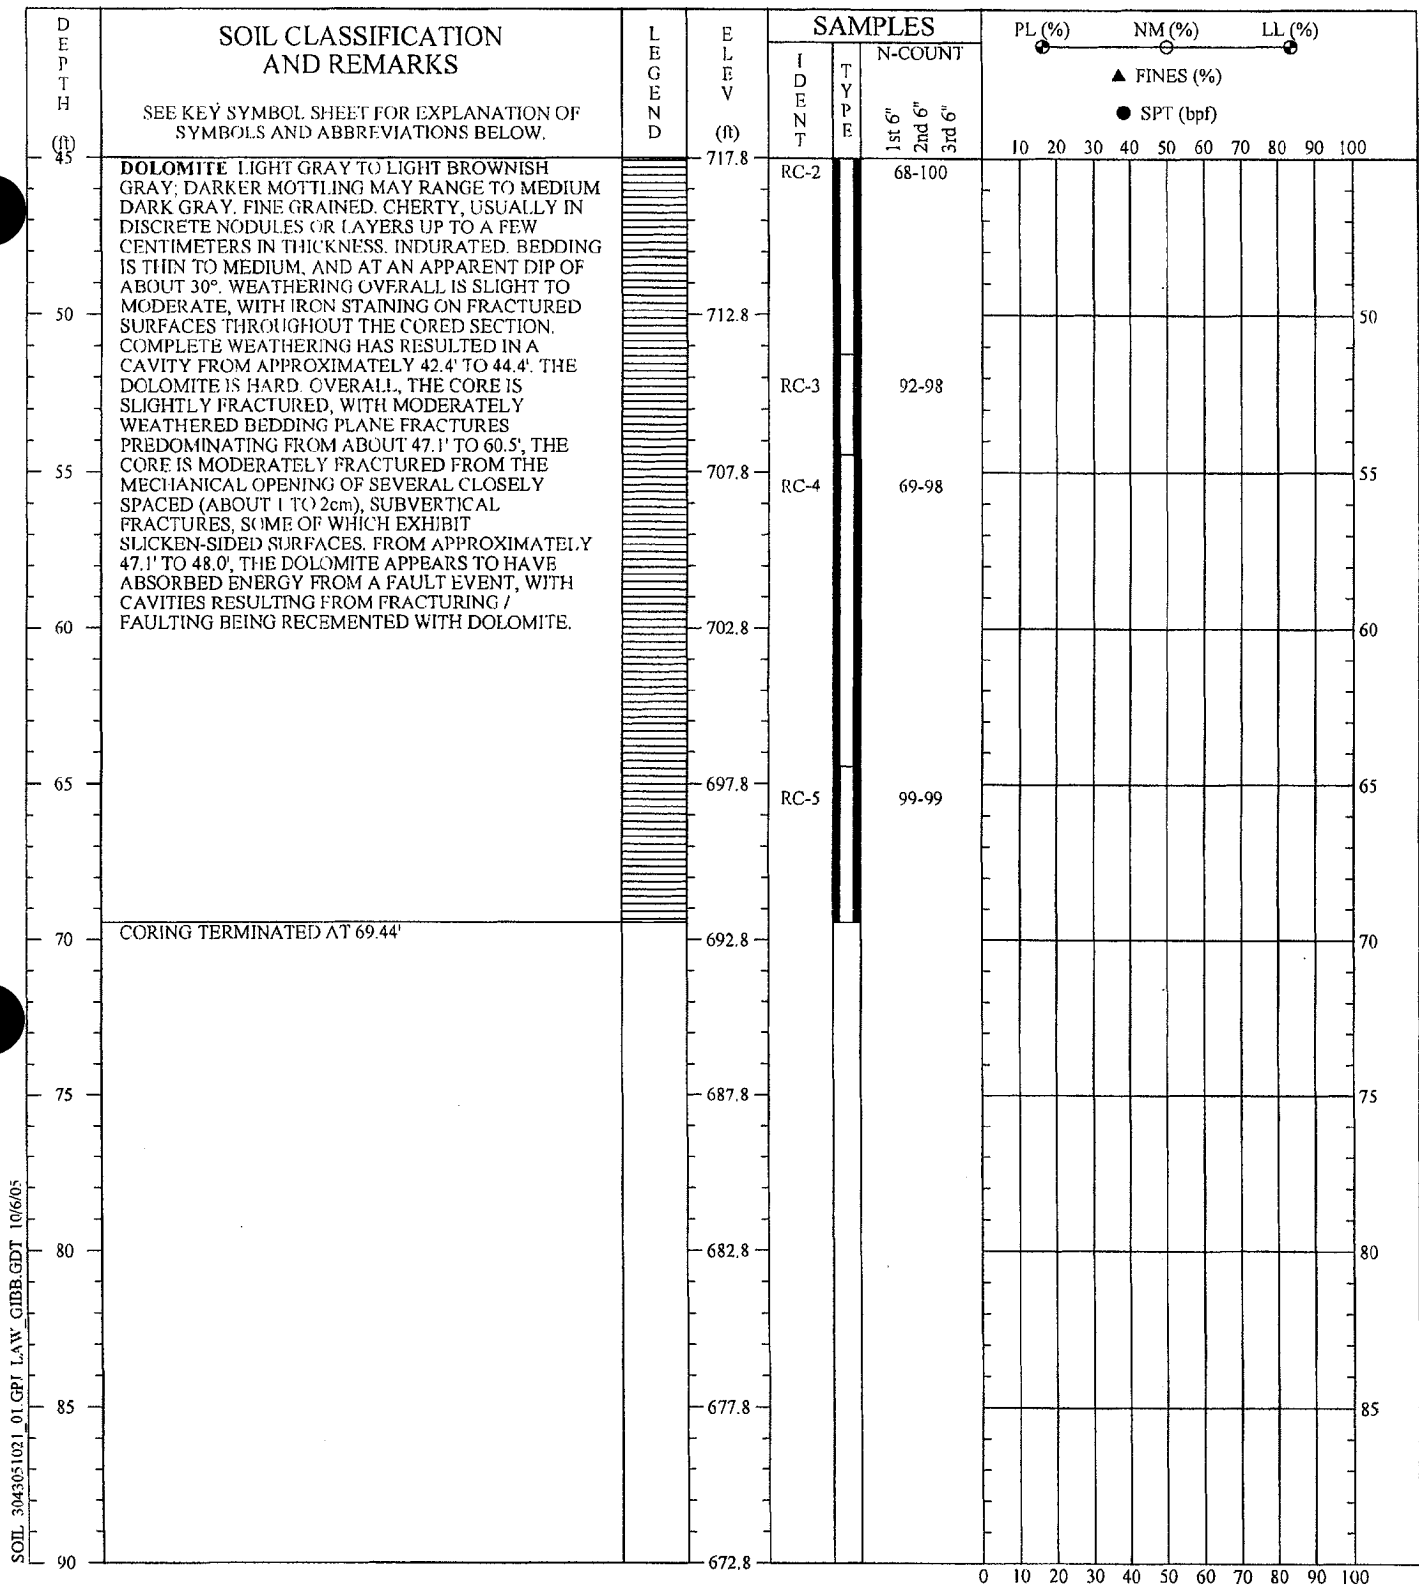 DEPTH
(ft)
SOIL CLASSIFICATION
AND REMARKS
SEE KEY SYMBOL SHEET FOR EXPLANATION OF
SYMBOLS AND ABBREVIATIONS BELOW.
LEGEND
ELEV
(ft)
SAMPLES
IDENT
TYPE
N-COUNT
1st 6"
2nd 6"
3rd 6"
PL (%) NM (%) LL (%)
▲ FINES (%)
● SPT (bpf)
10 20 30 40 50 60 70 80 90 100
45
DOLOMITE LIGHT GRAY TO LIGHT BROWNISH
GRAY; DARKER MOTTLING MAY RANGE TO MEDIUM
DARK GRAY. FINE GRAINED. CHERTY, USUALLY IN
DISCRETE NODULES OR LAYERS UP TO A FEW
CENTIMETERS IN THICKNESS. INDURATED. BEDDING
IS THIN TO MEDIUM, AND AT AN APPARENT DIP OF
ABOUT 30°. WEATHERING OVERALL IS SLIGHT TO
MODERATE, WITH IRON STAINING ON FRACTURED
SURFACES THROUGHOUT THE CORED SECTION.
COMPLETE WEATHERING HAS RESULTED IN A
CAVITY FROM APPROXIMATELY 42.4' TO 44.4'. THE
DOLOMITE IS HARD. OVERALL, THE CORE IS
SLIGHTLY FRACTURED, WITH MODERATELY
WEATHERED BEDDING PLANE FRACTURES
PREDOMINATING FROM ABOUT 47.1' TO 60.5', THE
CORE IS MODERATELY FRACTURED FROM THE
MECHANICAL OPENING OF SEVERAL CLOSELY
SPACED (ABOUT 1 TO 2cm), SUBVERTICAL
FRACTURES, SOME OF WHICH EXHIBIT
SLICKEN-SIDED SURFACES. FROM APPROXIMATELY
47.1' TO 48.0', THE DOLOMITE APPEARS TO HAVE
ABSORBED ENERGY FROM A FAULT EVENT, WITH
CAVITIES RESULTING FROM FRACTURING /
FAULTING BEING RECEMENTED WITH DOLOMITE.
717.8
RC-2 68-100
50 712.8 50
RC-3 92-98
55 707.8 55
RC-4 69-98
60 702.8 60
65 697.8 65
RC-5 99-99
CORING TERMINATED AT 69.44'
70 692.8 70
75 687.8 75
80 682.8 80
85 677.8 85
90 672.8
0 10 20 30 40 50 60 70 80 90 100
SOIL 3043051021_01.GPJ LAW_GIBB.GDT 10/6/05